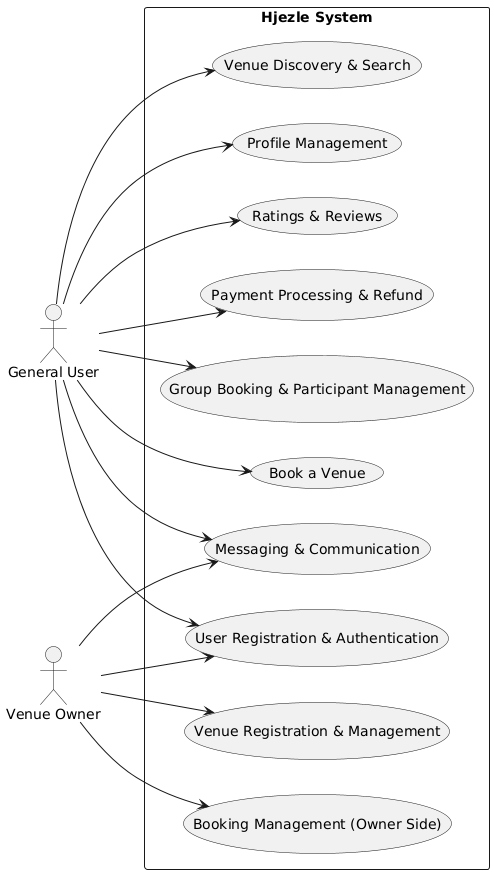 Hjezle System
Venue Discovery & Search
Profile Management
Ratings & Reviews
Payment Processing & Refund
General User
Group Booking & Participant Management
Book a Venue
Messaging & Communication
User Registration & Authentication
Venue Owner
Venue Registration & Management
Booking Management (Owner Side)